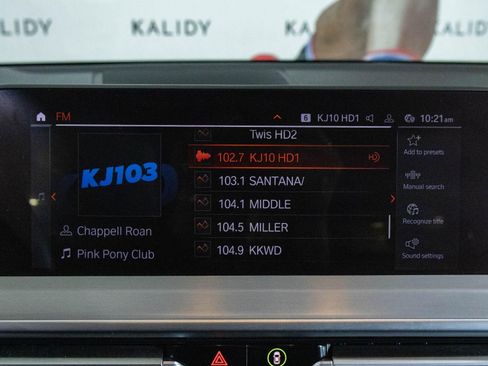 KALIDY KALIDY KALIDY
FM
6 KJ10 HD1
10:21am
Twis HD2
102.7 KJ10 HD1
103.1 SANTANA/
104.1 MIDDLE
104.5 MILLER
104.9 KKWD
KJ103
Chappell Roan
Pink Pony Club
Add to presets
Manual search
Recognize title
Sound settings